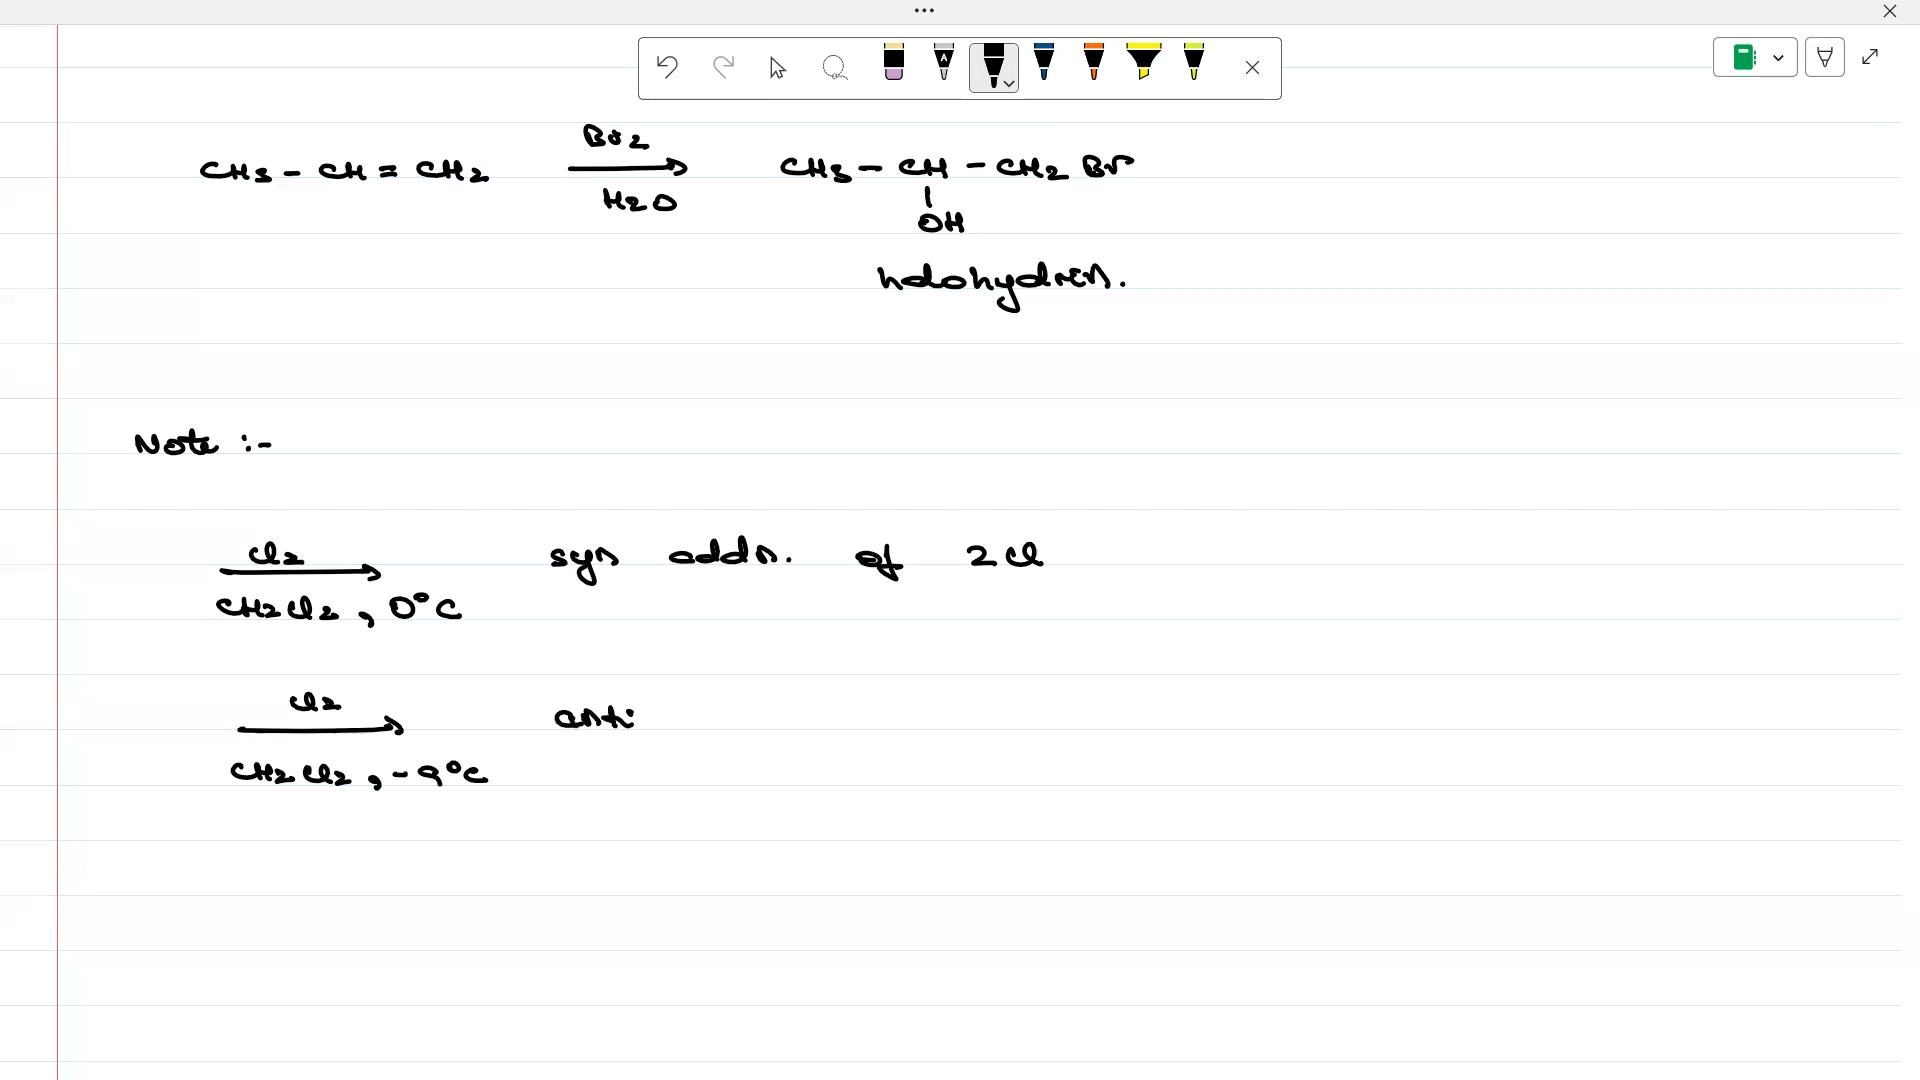 CH3 - CH = CH2 Br2 H2O CH3 - CH - CH2 Br
OH
halohydrin.
Note :-
Cl2 syn addn. of 2Cl
CH2Cl2 , 0°C
Cl2 anti
CH2Cl2 , -9°C